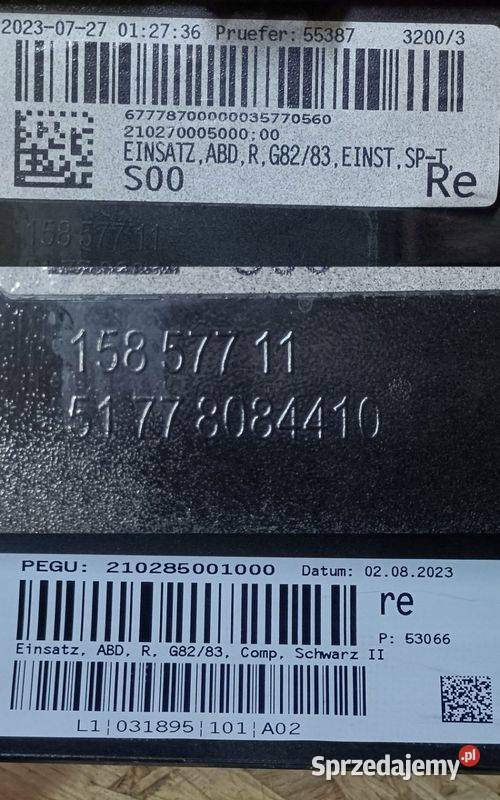 2023-07-27 01:27:36 Pruefer: 55387 3200/3
67778700000035770560
210270005000:00
EINSATZ,ABD,R,G82/83,EINST,SP-T,
S00 Re
158 577 11
158 577 11
51 77 8084410
PEGU: 210285001000 Datum: 02.08.2023
re
P: 53066
Einsatz, ABD, R, G82/83, Comp, Schwarz II
L1|031895|101|A02
Sprzedajemy.pl